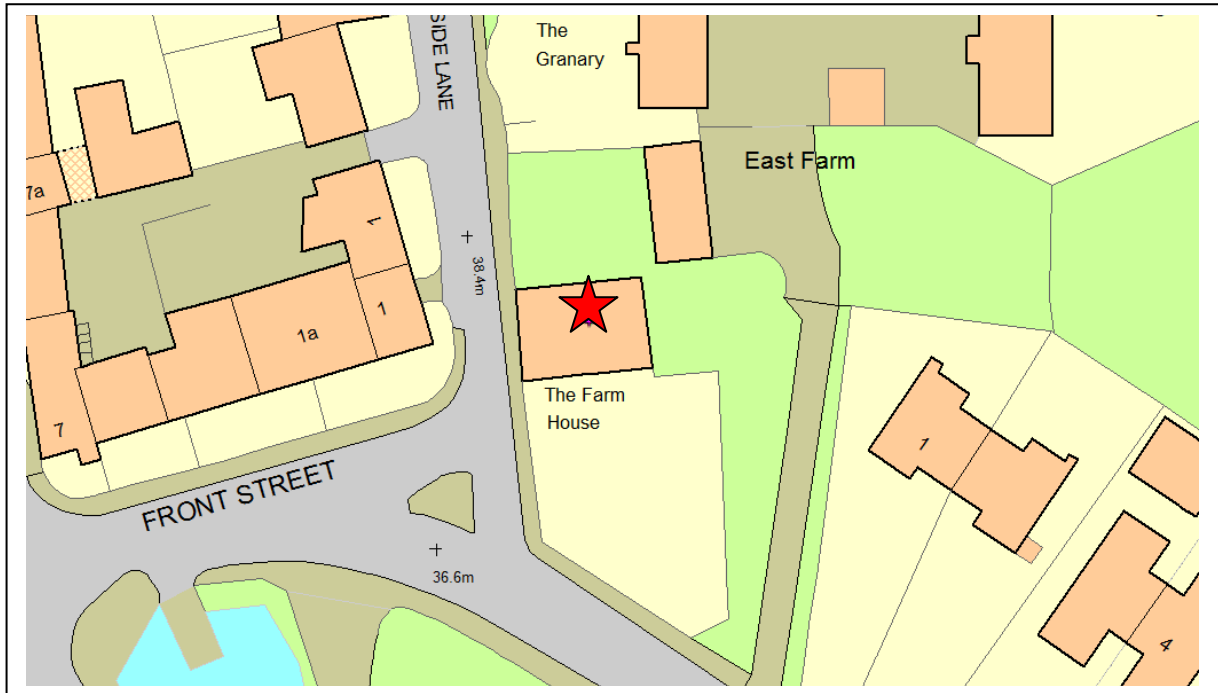 SIDE LANE
The
Granary
East Farm
7a
1
38.4m
1a
1
The Farm
House
7
1
FRONT STREET
36.6m
4